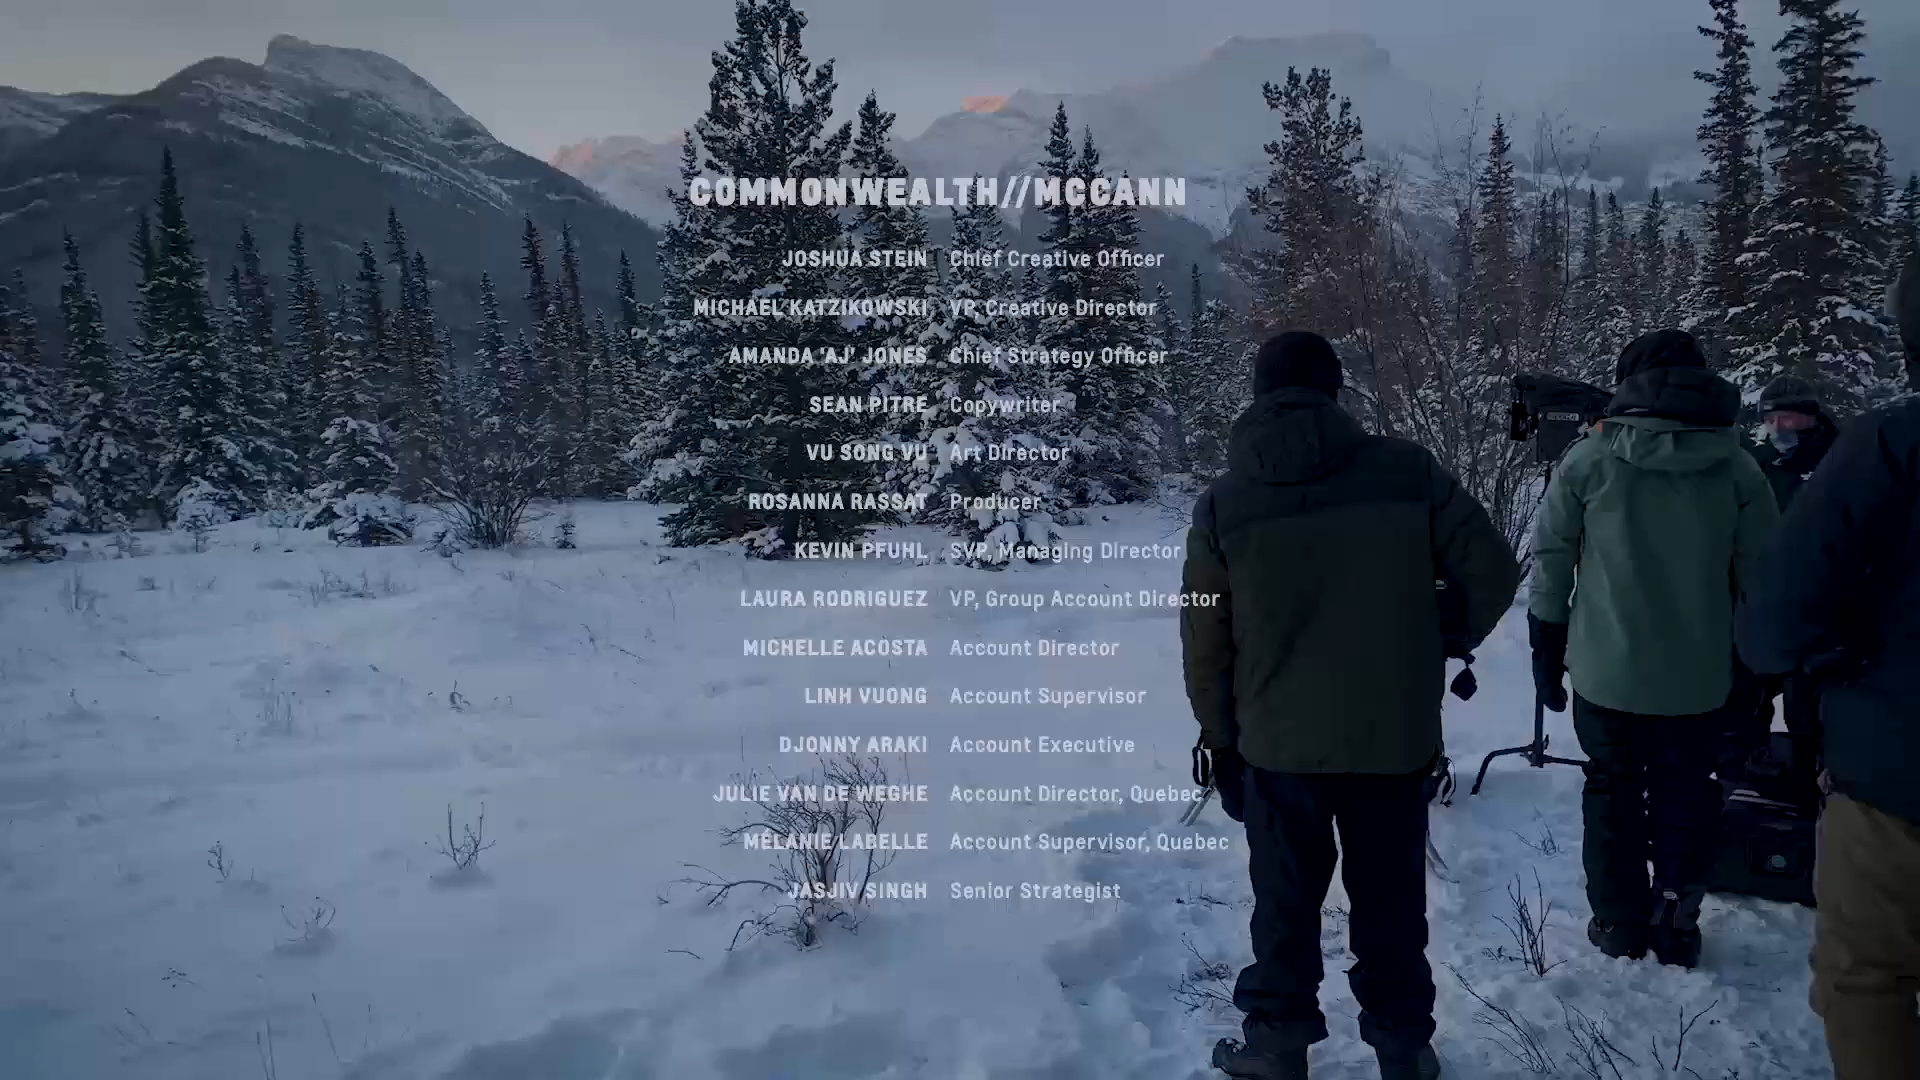 COMMONWEALTH//MCCANN
JOSHUA STEIN Chief Creative Officer
MICHAEL KATZIKOWSKI VP, Creative Director
AMANDA 'AJ' JONES Chief Strategy Officer
SEAN PITRE Copywriter
VU SONG VU Art Director
ROSANNA RASSAT Producer
KEVIN PFUHL SVP, Managing Director
LAURA RODRIGUEZ VP, Group Account Director
MICHELLE ACOSTA Account Director
LINH VUONG Account Supervisor
DJONNY ARAKI Account Executive
JULIE VAN DE WEGHE Account Director, Quebec
MÉLANIE LABELLE Account Supervisor, Quebec
JASJIV SINGH Senior Strategist